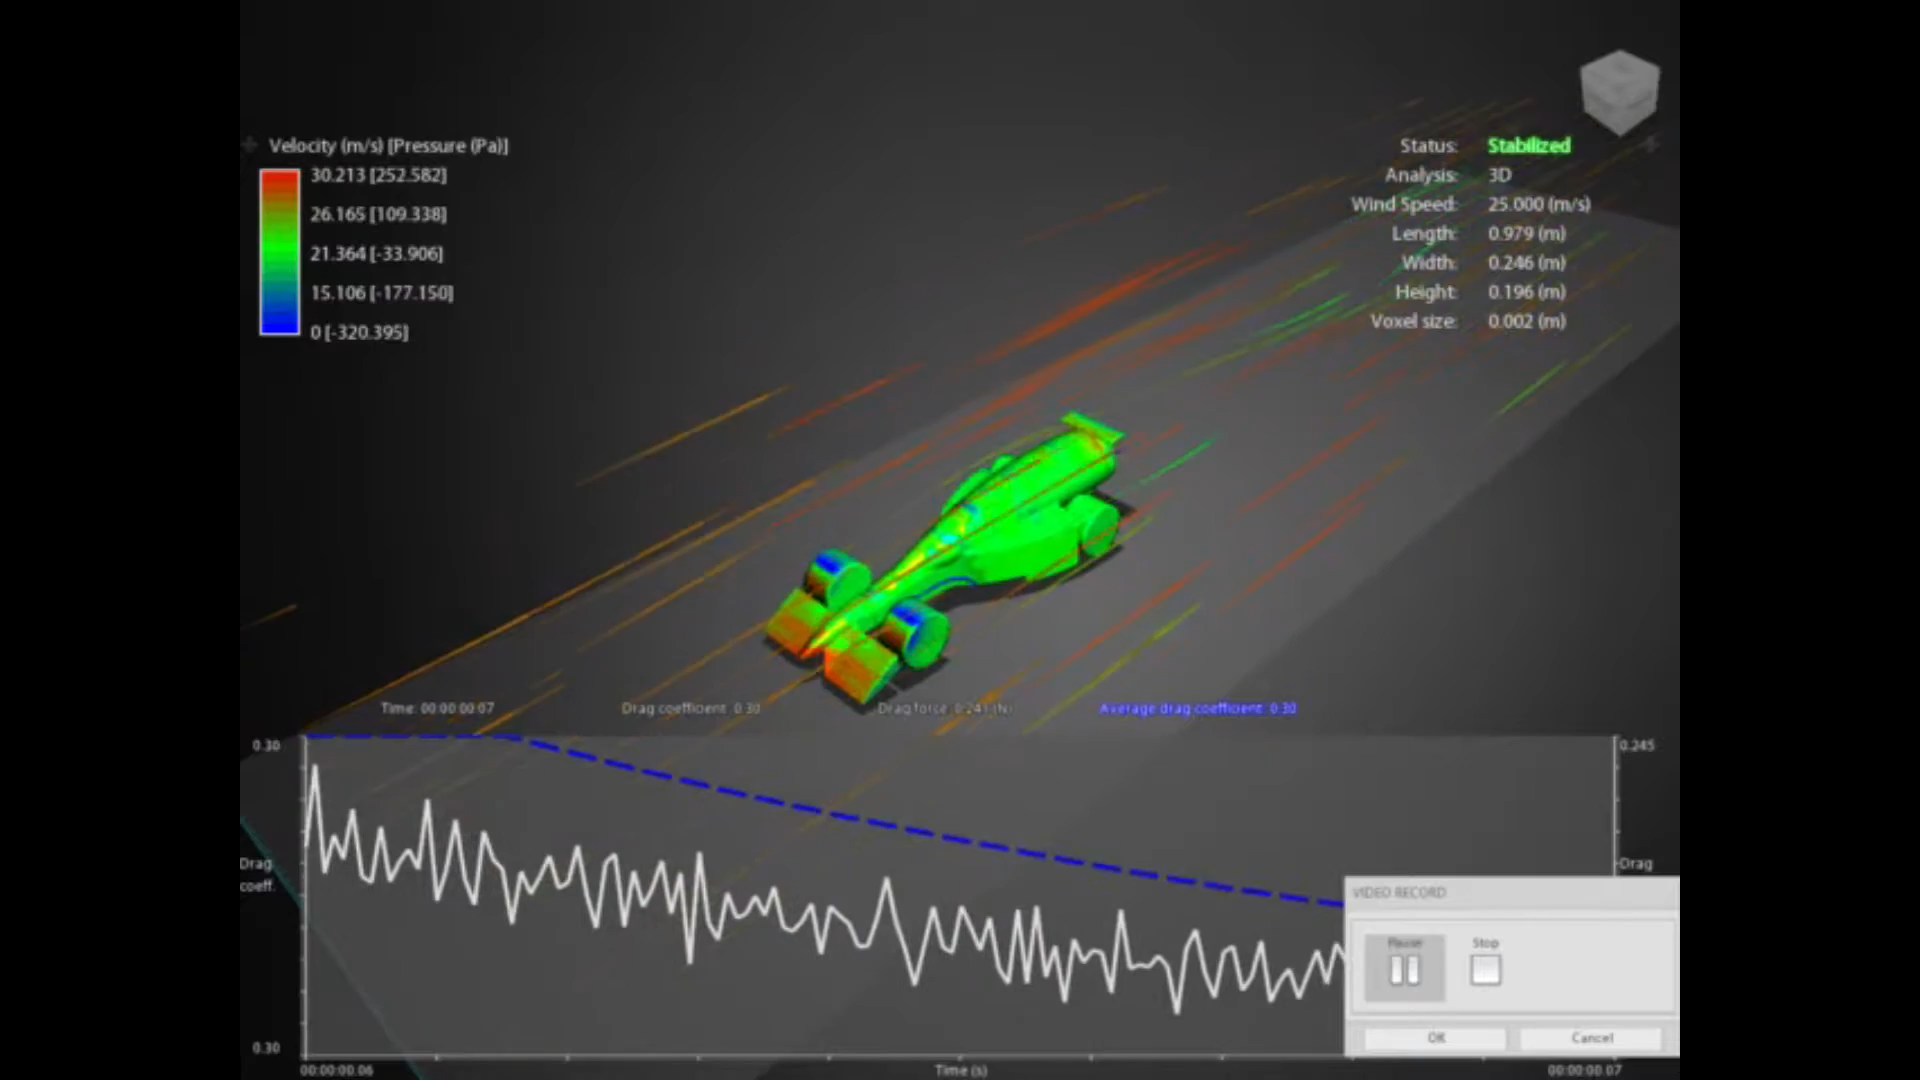 Velocity (m/s) [Pressure (Pa)]
30.213 [252.582]
26.165 [109.338]
21.364 [-33.906]
15.106 [-177.150]
0 [-320.395]
Status: Stabilized
Analysis: 3D
Wind Speed: 25.000 (m/s)
Length: 0.979 (m)
Width: 0.246 (m)
Height: 0.196 (m)
Voxel size: 0.002 (m)
Time: 00:00:00:07 Drag coefficient: 0.30 Drag force: 0.241 (N) Average drag coefficient: 0.30
0.30 0.245
Drag coeff.
Drag
VIDEO RECORD
Pause Stop
OK Cancel
0.30
00:00:00.06 Time (s) 00:00:00.07